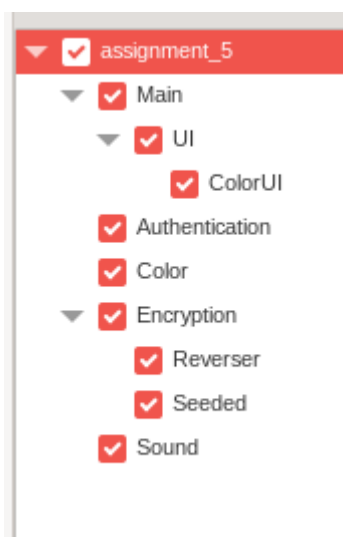 assignment_5
Main
UI
ColorUI
Authentication
Color
Encryption
Reverser
Seeded
Sound